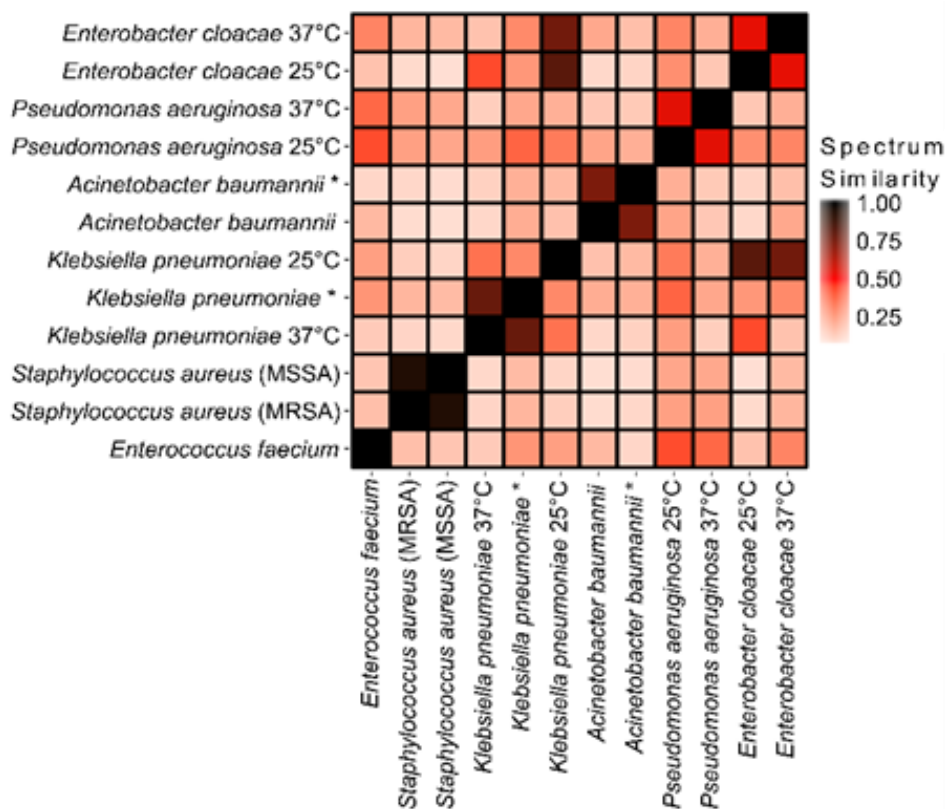 Enterobacter cloacae 37°C
Enterobacter cloacae 25°C
Pseudomonas aeruginosa 37°C
Pseudomonas aeruginosa 25°C
Acinetobacter baumannii *
Acinetobacter baumannii
Klebsiella pneumoniae 25°C
Klebsiella pneumoniae *
Klebsiella pneumoniae 37°C
Staphylococcus aureus (MSSA)
Staphylococcus aureus (MRSA)
Enterococcus faecium
Spectrum
Similarity
1.00
0.75
0.50
0.25
Enterococcus faecium
Staphylococcus aureus (MRSA)
Staphylococcus aureus (MSSA)
Klebsiella pneumoniae 37°C
Klebsiella pneumoniae *
Klebsiella pneumoniae 25°C
Acinetobacter baumannii
Acinetobacter baumannii *
Pseudomonas aeruginosa 25°C
Pseudomonas aeruginosa 37°C
Enterobacter cloacae 25°C
Enterobacter cloacae 37°C